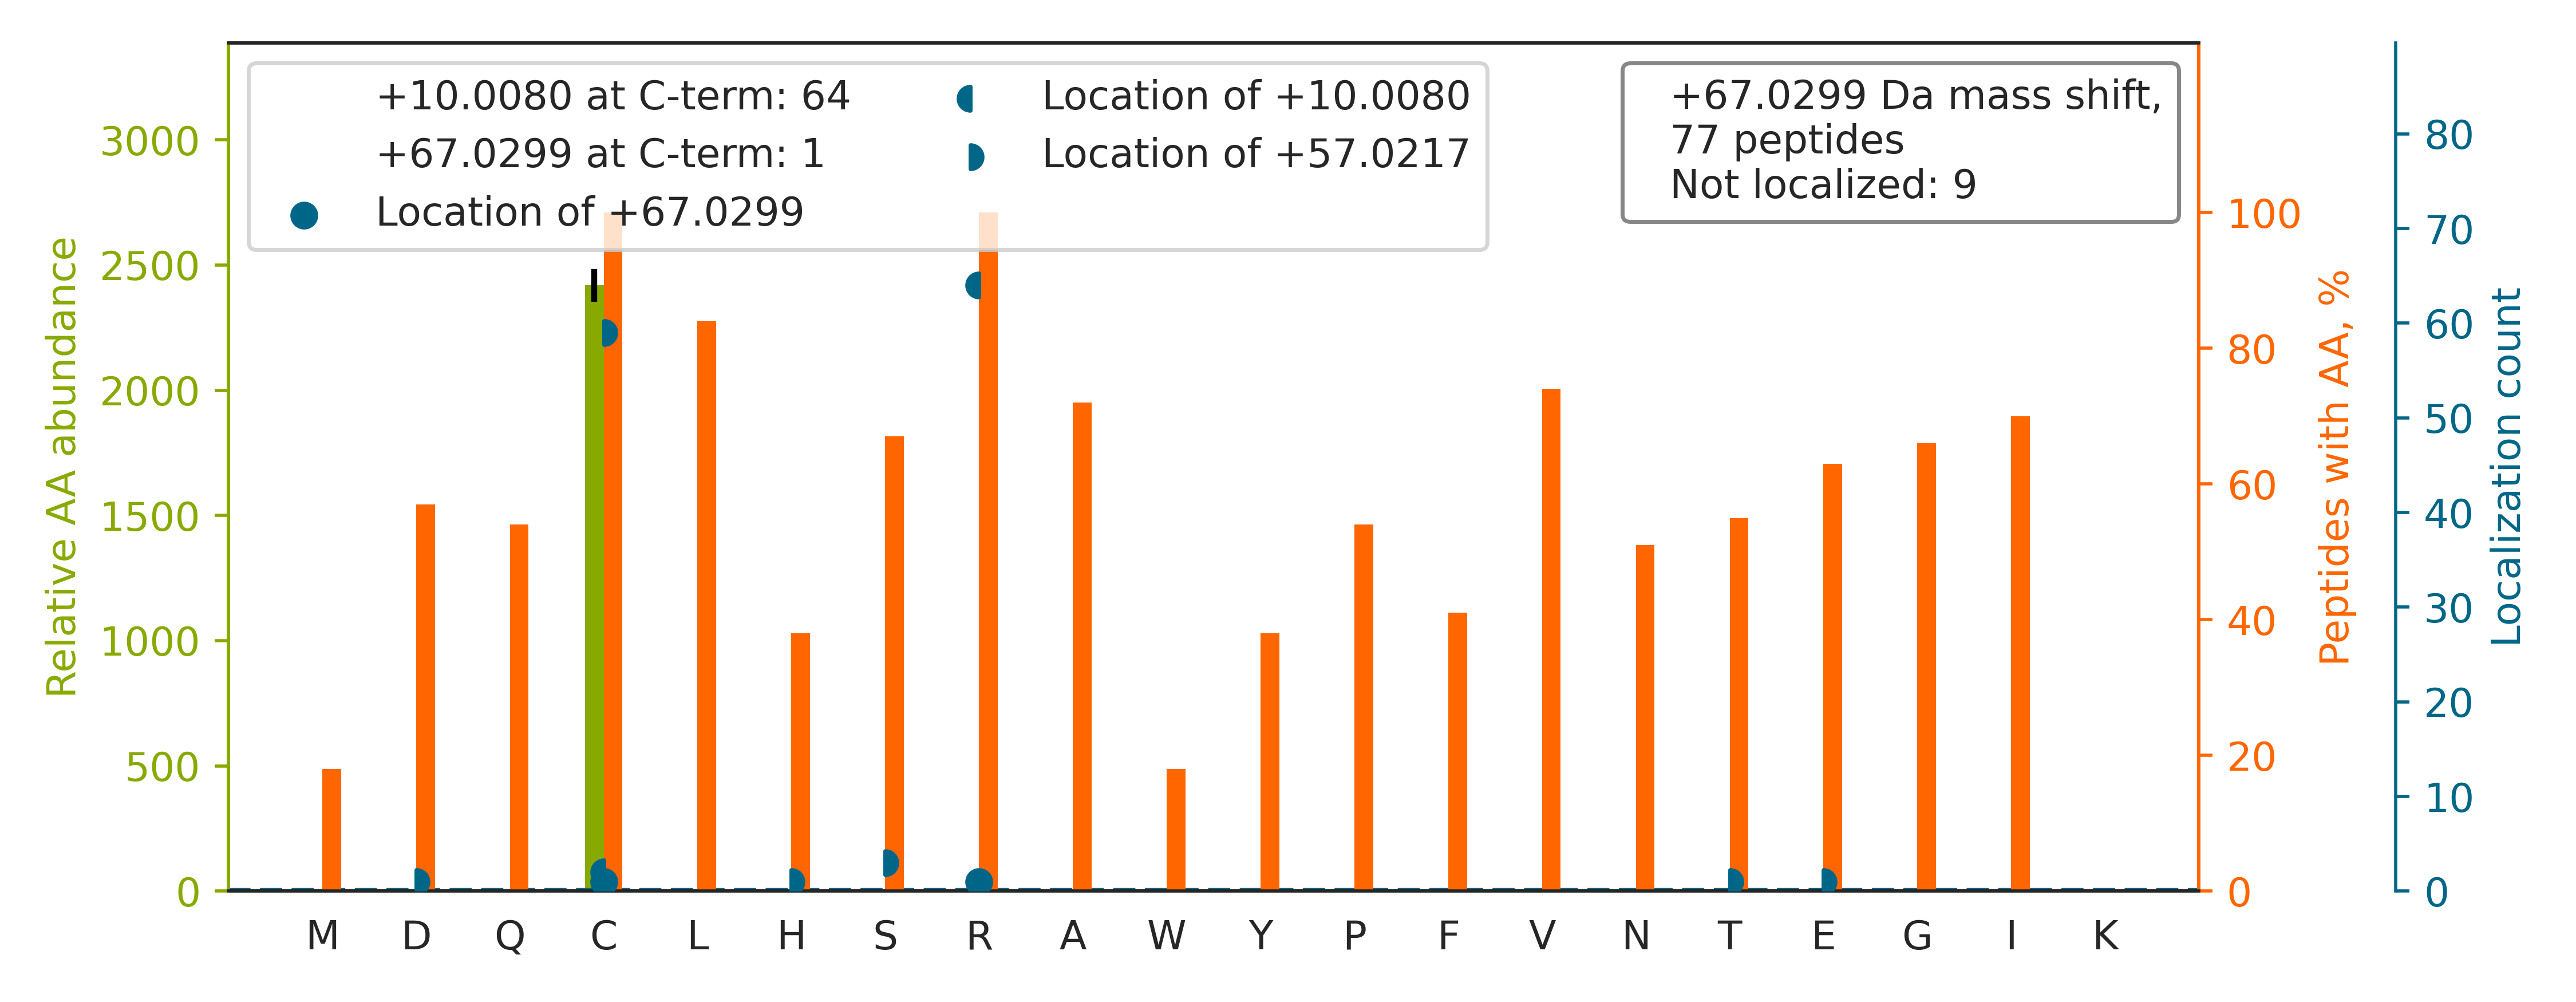 +10.0080 at C-term: 64
+67.0299 at C-term: 1
Location of +67.0299
Location of +10.0080
Location of +57.0217
+67.0299 Da mass shift,
77 peptides
Not localized: 9
Relative AA abundance
3000
2500
2000
1500
1000
500
0
M D Q C L H S R A W Y P F V N T E G I K
100
80
60
40
20
0
Peptides with AA, %
80
70
60
50
40
30
20
10
0
Localization count